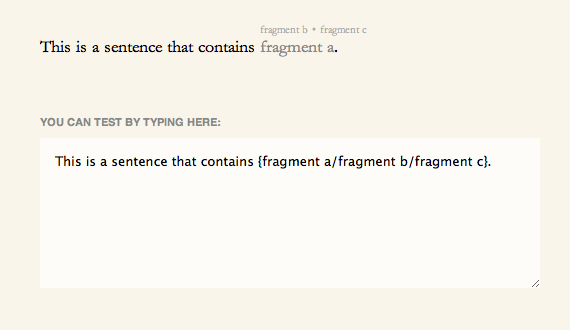 fragment b • fragment c
This is a sentence that contains fragment a.
YOU CAN TEST BY TYPING HERE:
This is a sentence that contains {fragment a/fragment b/fragment c}.